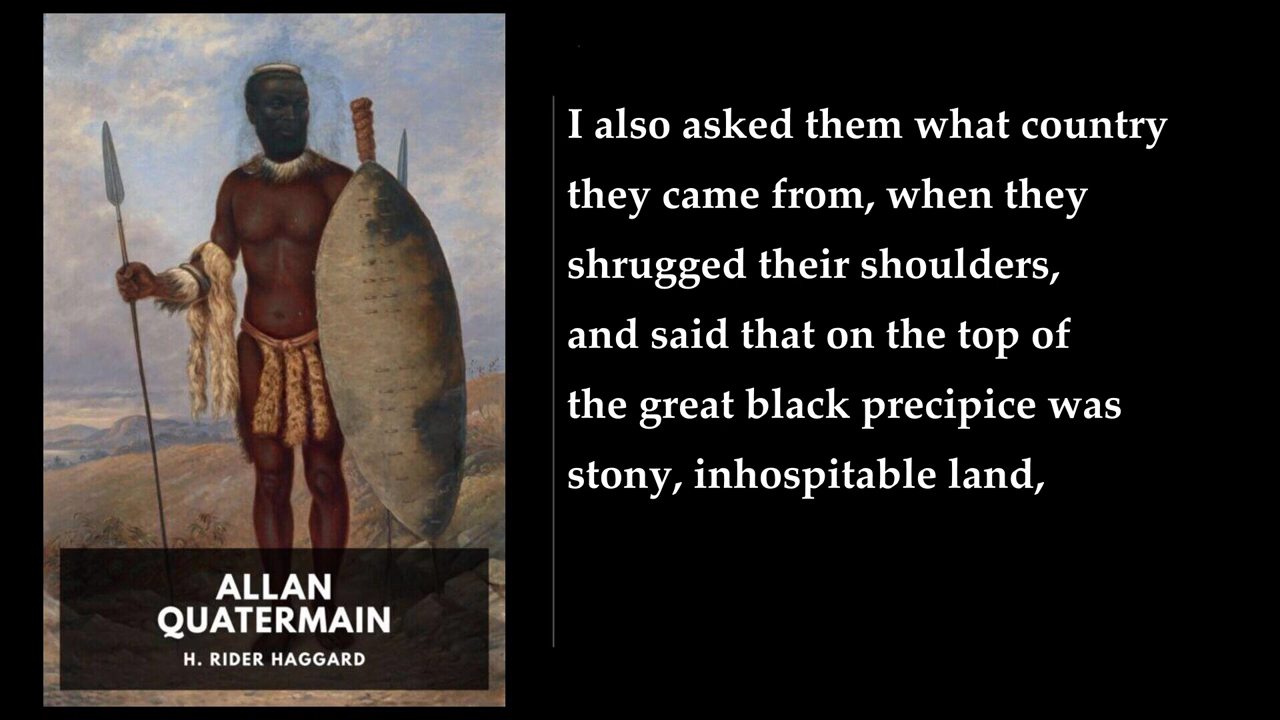 ALLAN
QUATERMAIN
H. RIDER HAGGARD
I also asked them what country
they came from, when they
shrugged their shoulders,
and said that on the top of
the great black precipice was
stony, inhospitable land,